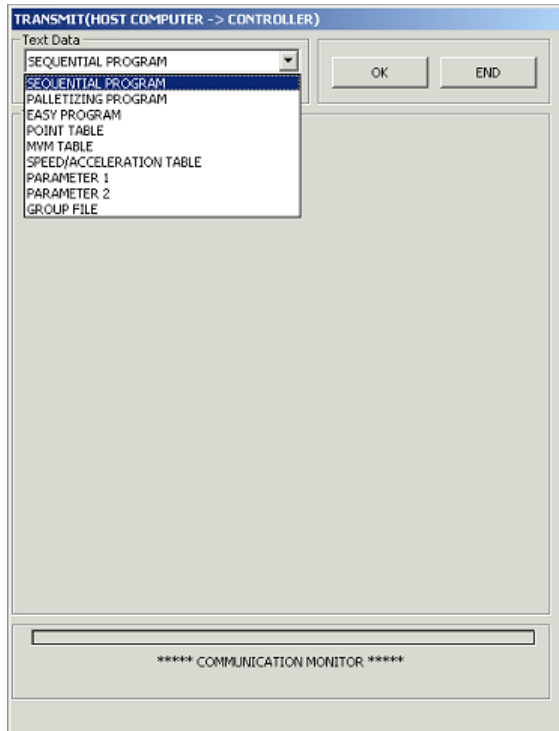 TRANSMIT(HOST COMPUTER -> CONTROLLER)
Text Data
SEQUENTIAL PROGRAM
OK
END
SEQUENTIAL PROGRAM
PALLETIZING PROGRAM
EASY PROGRAM
POINT TABLE
MVM TABLE
SPEED/ACCELERATION TABLE
PARAMETER 1
PARAMETER 2
GROUP FILE
***** COMMUNICATION MONITOR *****